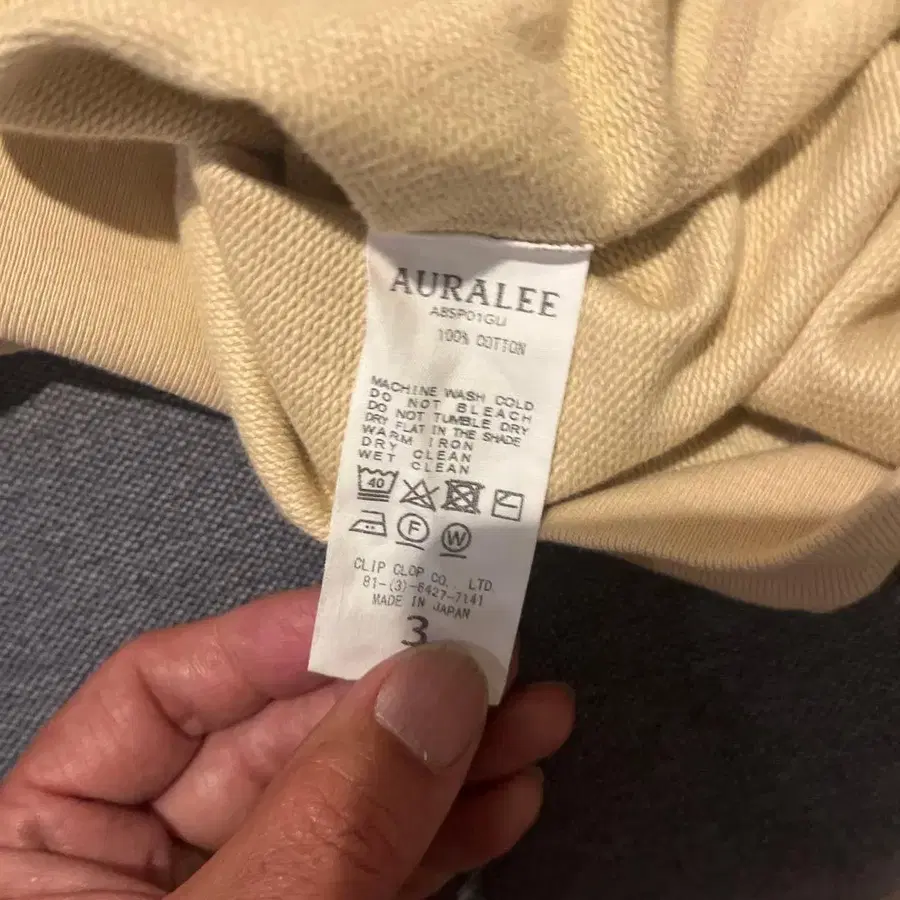 AURALEE
A8SP01GU
100% COTTON
MACHINE WASH COLD
DO NOT BLEACH
DO NOT TUMBLE DRY
DRY FLAT IN THE SHADE
WARM IRON
DRY CLEAN
WET CLEAN
40
F
W
CLIP CLOP CO., LTD.
81-(3)-6427-7141
MADE IN JAPAN
3